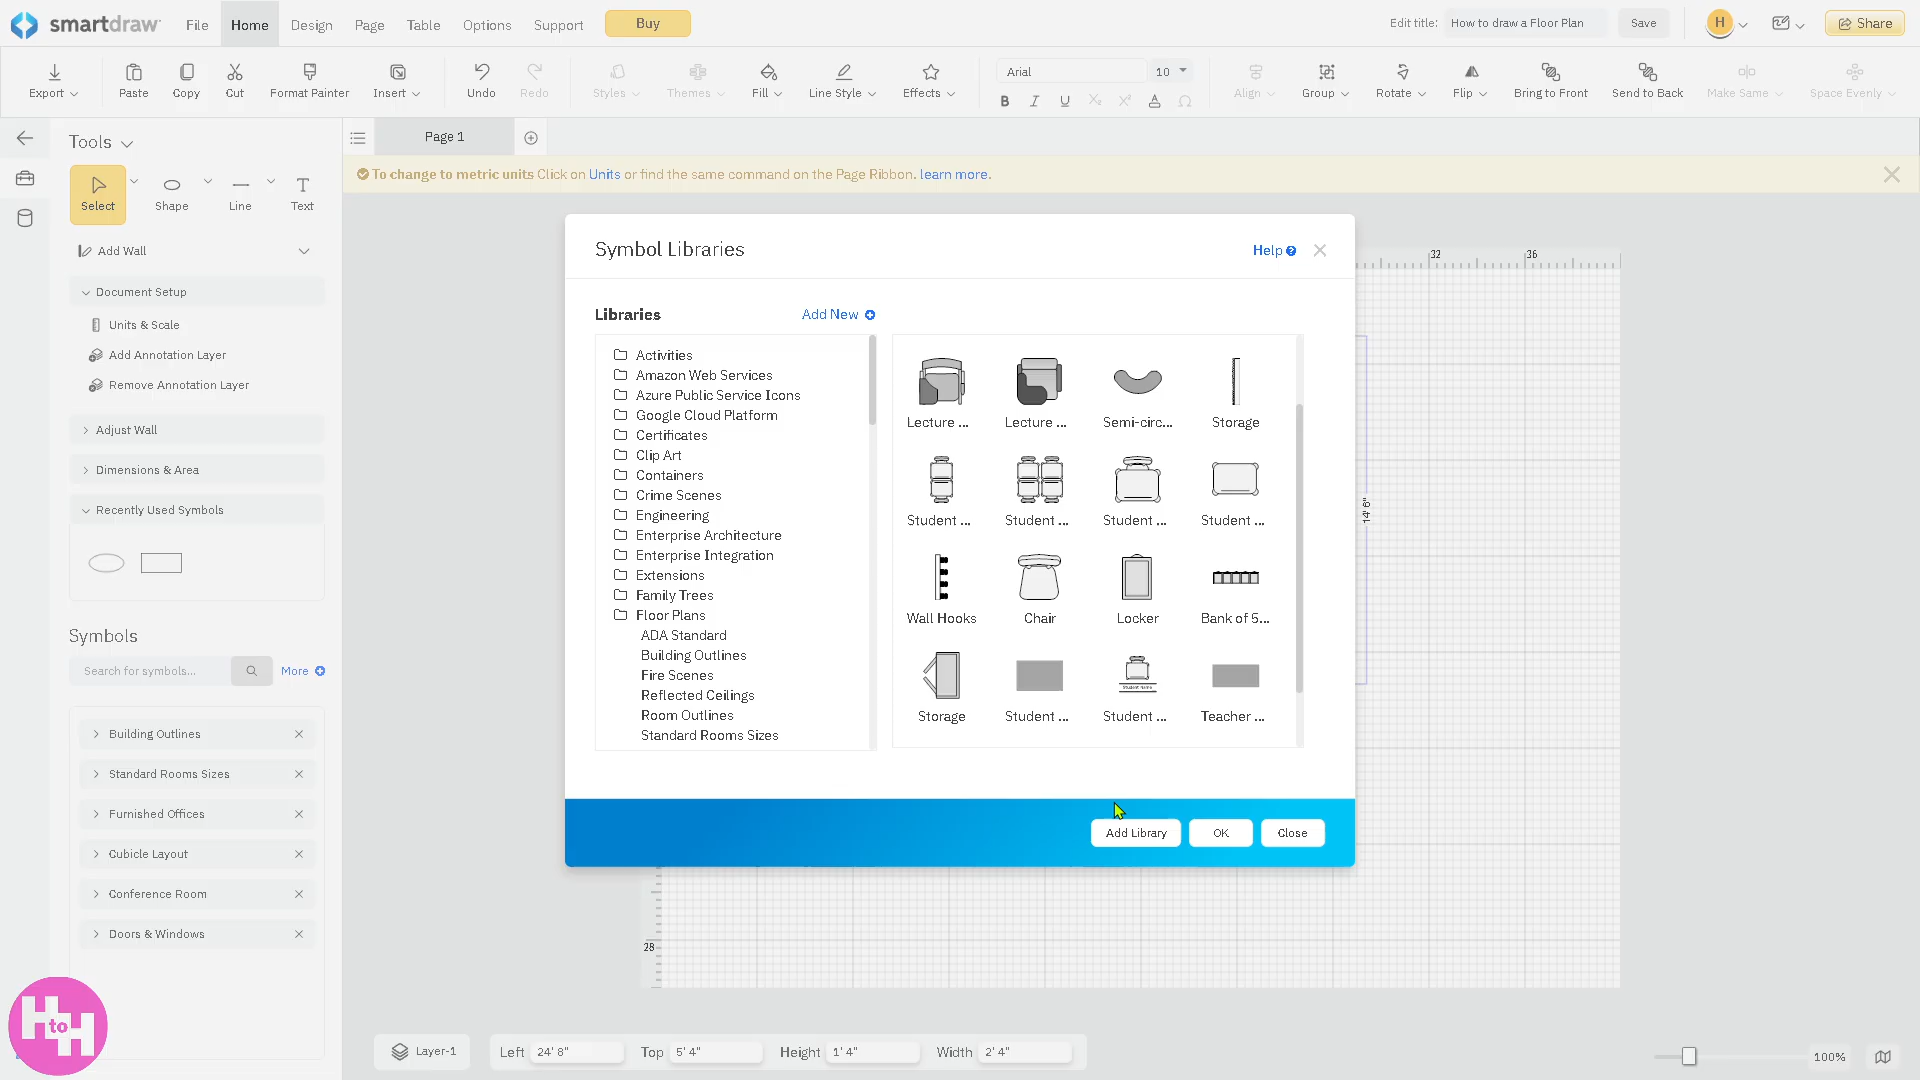 smartdraw File Home Design Page Table Options Support Buy Edit title: How to draw a Floor Plan Save H Share
Export Paste Copy Cut Format Painter Insert Undo Redo Styles Themes Fill Line Style Effects Arial 10 Align Group Rotate Flip Bring to Front Send to Back Make Same Space Evenly
B I U X₂ X² A Ω
Tools
Page 1
To change to metric units Click on Units or find the same command on the Page Ribbon. learn more.
Select Shape Line Text
Add Wall
Document Setup
Units & Scale
Add Annotation Layer
Remove Annotation Layer
Adjust Wall
Dimensions & Area
Recently Used Symbols
Symbols
Search for symbols... More
Building Outlines
Standard Rooms Sizes
Furnished Offices
Cubicle Layout
Conference Room
Doors & Windows
H to H
Symbol Libraries Help
Libraries Add New
Activities
Amazon Web Services
Azure Public Service Icons
Google Cloud Platform
Certificates
Clip Art
Containers
Crime Scenes
Engineering
Enterprise Architecture
Enterprise Integration
Extensions
Family Trees
Floor Plans
ADA Standard
Building Outlines
Fire Scenes
Reflected Ceilings
Room Outlines
Standard Rooms Sizes
Lecture ... Lecture ... Semi-circ... Storage
Student ... Student ... Student ... Student ...
Wall Hooks Chair Locker Bank of 5...
Student Name
Storage Student ... Student ... Teacher ...
Add Library OK Close
32 36
14' 6"
28
Layer-1 Left 24' 8" Top 5' 4" Height 1' 4" Width 2' 4" 100%